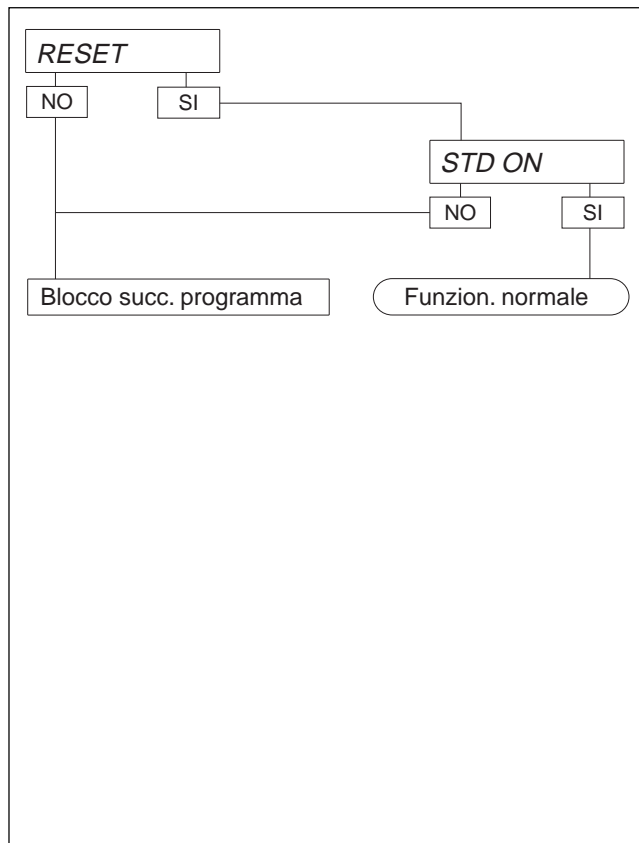 RESET
NO
SI
STD ON
NO
SI
Blocco succ. programma
Funzion. normale